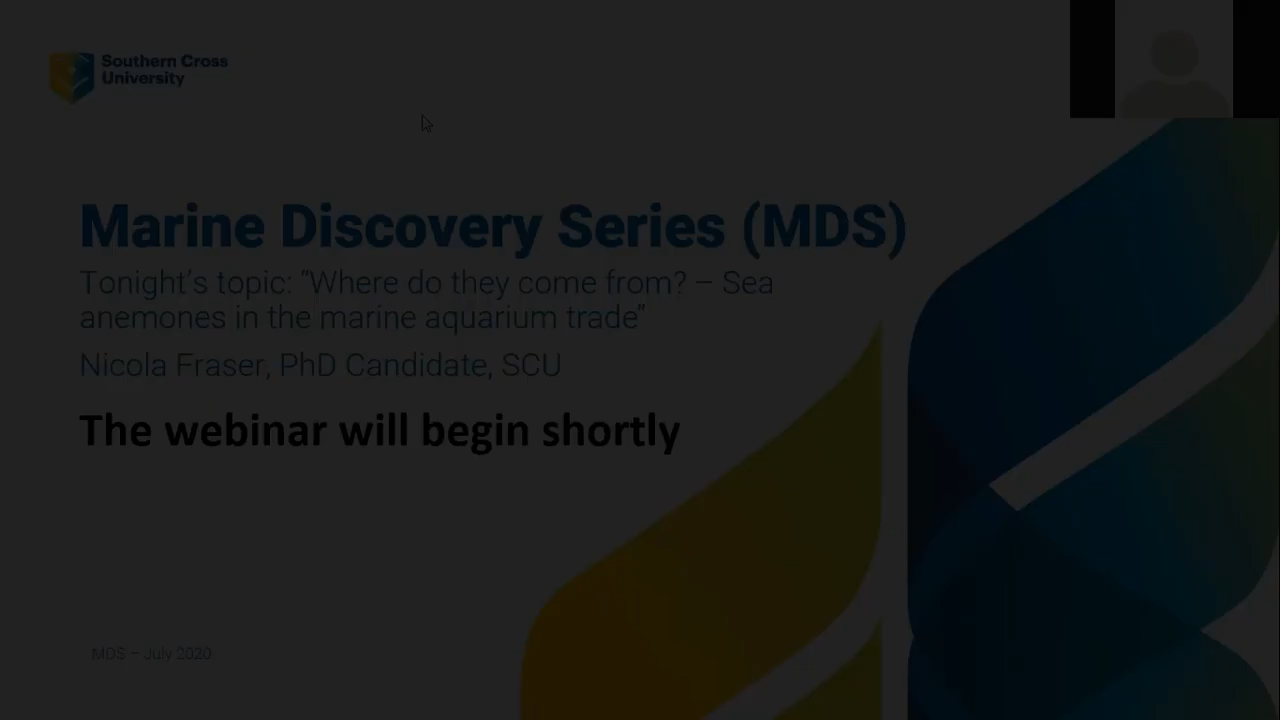 Southern Cross
University
Marine Discovery Series (MDS)
Tonight's topic: “Where do they come from? – Sea
anemones in the marine aquarium trade”
Nicola Fraser, PhD Candidate, SCU
The webinar will begin shortly
MDS – July 2020